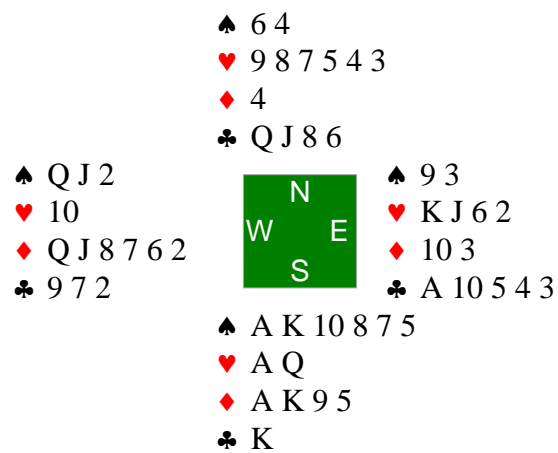 ♠ 6 4
♥ 9 8 7 5 4 3
♦ 4
♣ Q J 8 6
♠ Q J 2
♥ 10
♦ Q J 8 7 6 2
♣ 9 7 2
N
W E
S
♠ 9 3
♥ K J 6 2
♦ 10 3
♣ A 10 5 4 3
♠ A K 10 8 7 5
♥ A Q
♦ A K 9 5
♣ K